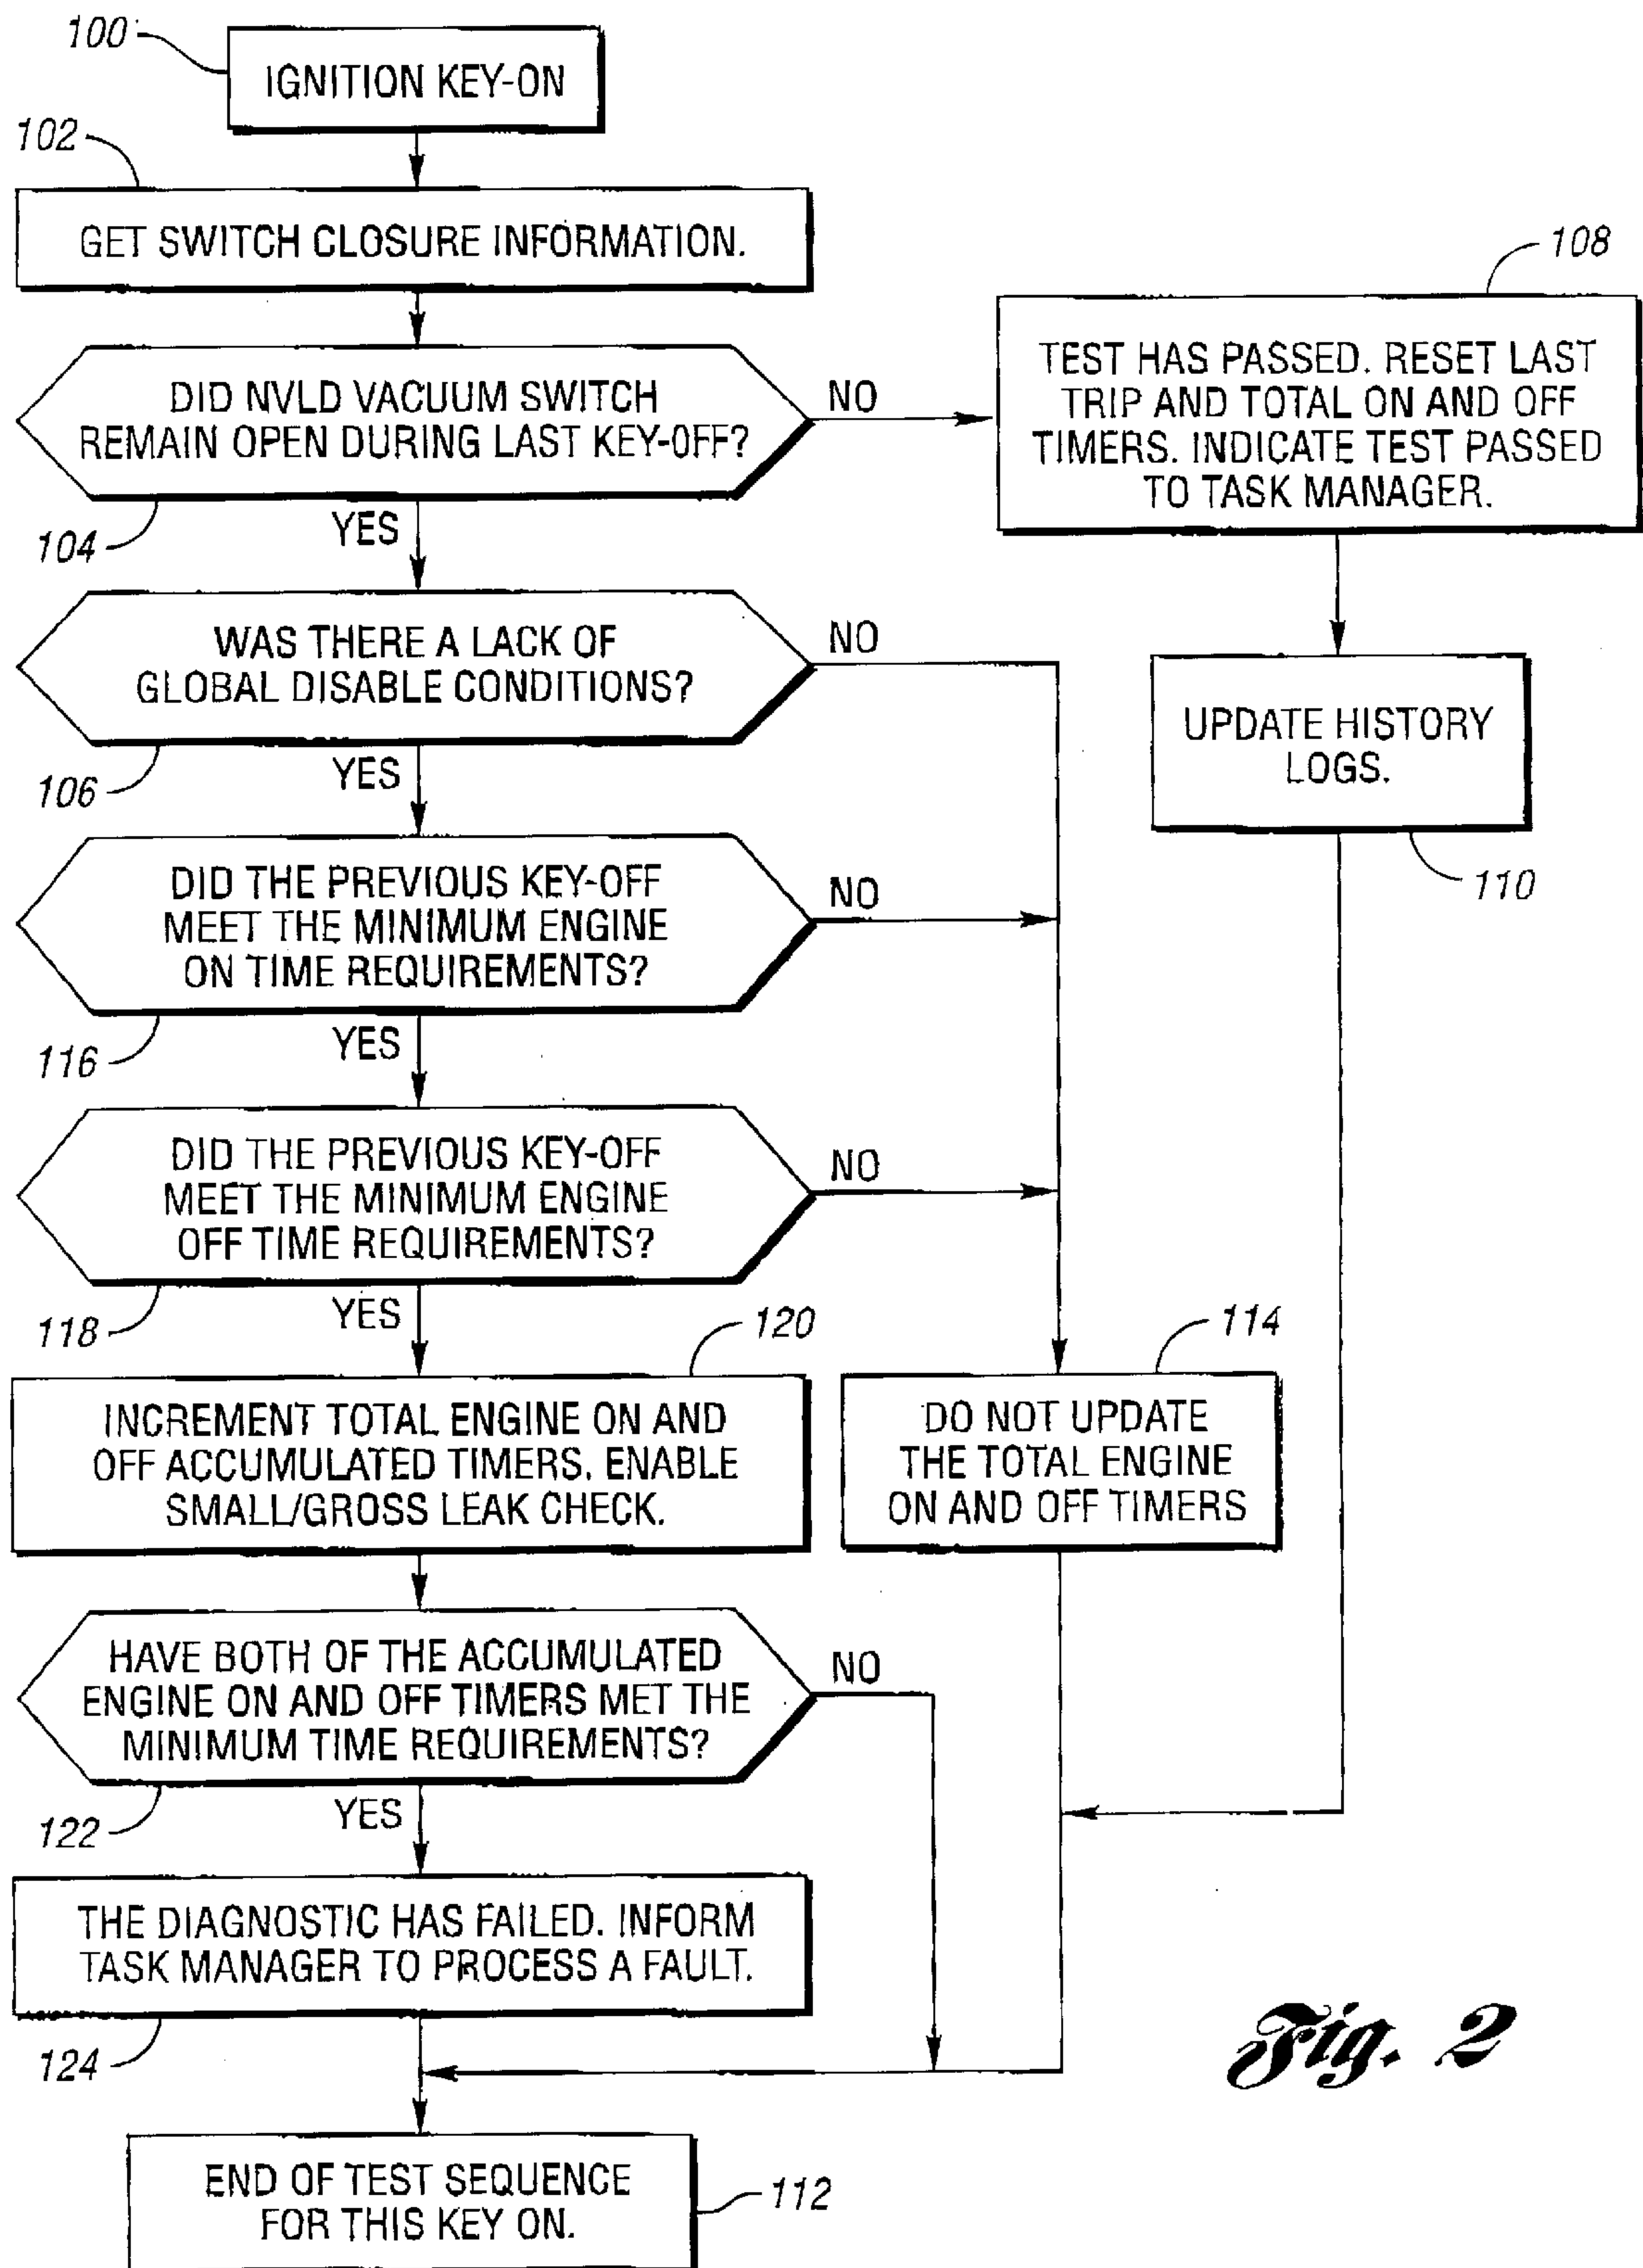 100
IGNITION KEY-ON
102
GET SWITCH CLOSURE INFORMATION.
108
TEST HAS PASSED. RESET LAST
TRIP AND TOTAL ON AND OFF
TIMERS. INDICATE TEST PASSED
TO TASK MANAGER.
DID NVLD VACUUM SWITCH
REMAIN OPEN DURING LAST KEY-OFF?
NO
104
YES
WAS THERE A LACK OF
GLOBAL DISABLE CONDITIONS?
NO
106
YES
UPDATE HISTORY
LOGS.
110
DID THE PREVIOUS KEY-OFF
MEET THE MINIMUM ENGINE
ON TIME REQUIREMENTS?
NO
116
YES
DID THE PREVIOUS KEY-OFF
MEET THE MINIMUM ENGINE
OFF TIME REQUIREMENTS?
NO
118
YES
120
INCREMENT TOTAL ENGINE ON AND
OFF ACCUMULATED TIMERS. ENABLE
SMALL/GROSS LEAK CHECK.
114
DO NOT UPDATE
THE TOTAL ENGINE
ON AND OFF TIMERS
HAVE BOTH OF THE ACCUMULATED
ENGINE ON AND OFF TIMERS MET THE
MINIMUM TIME REQUIREMENTS?
NO
122
YES
THE DIAGNOSTIC HAS FAILED. INFORM
TASK MANAGER TO PROCESS A FAULT.
124
END OF TEST SEQUENCE
FOR THIS KEY ON.
112
Fig. 2